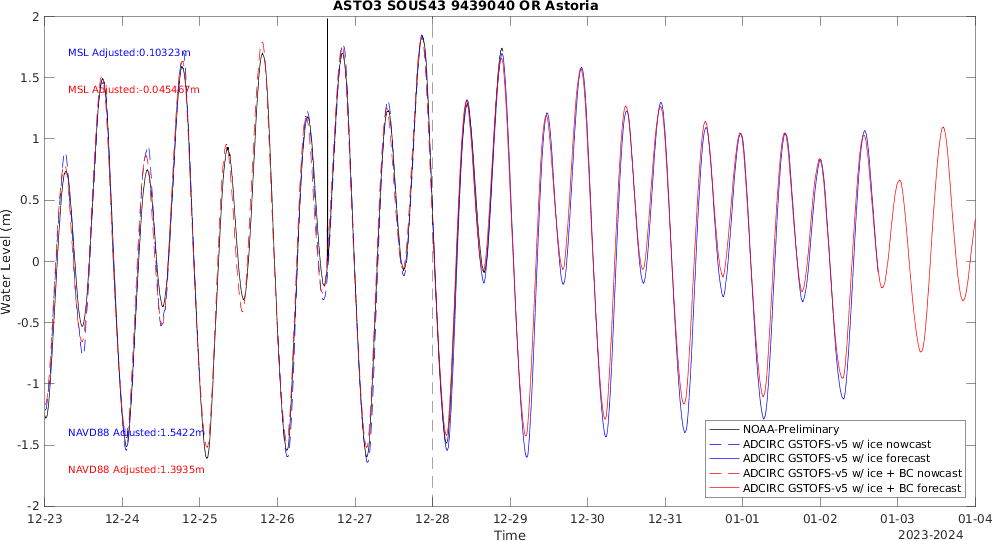 ASTO3 SOUS43 9439040 OR Astoria
MSL Adjusted:0.10323m
MSL Adjusted:-0.045467m
NAVD88 Adjusted:1.5422m
NAVD88 Adjusted:1.3935m
Water Level (m)
2
1.5
1
0.5
0
-0.5
-1
-1.5
-2
NOAA-Preliminary
ADCIRC GSTOFS-v5 w/ ice nowcast
ADCIRC GSTOFS-v5 w/ ice forecast
ADCIRC GSTOFS-v5 w/ ice + BC nowcast
ADCIRC GSTOFS-v5 w/ ice + BC forecast
12-23 12-24 12-25 12-26 12-27 12-28 12-29 12-30 12-31 01-01 01-02 01-03 01-04
Time
2023-2024